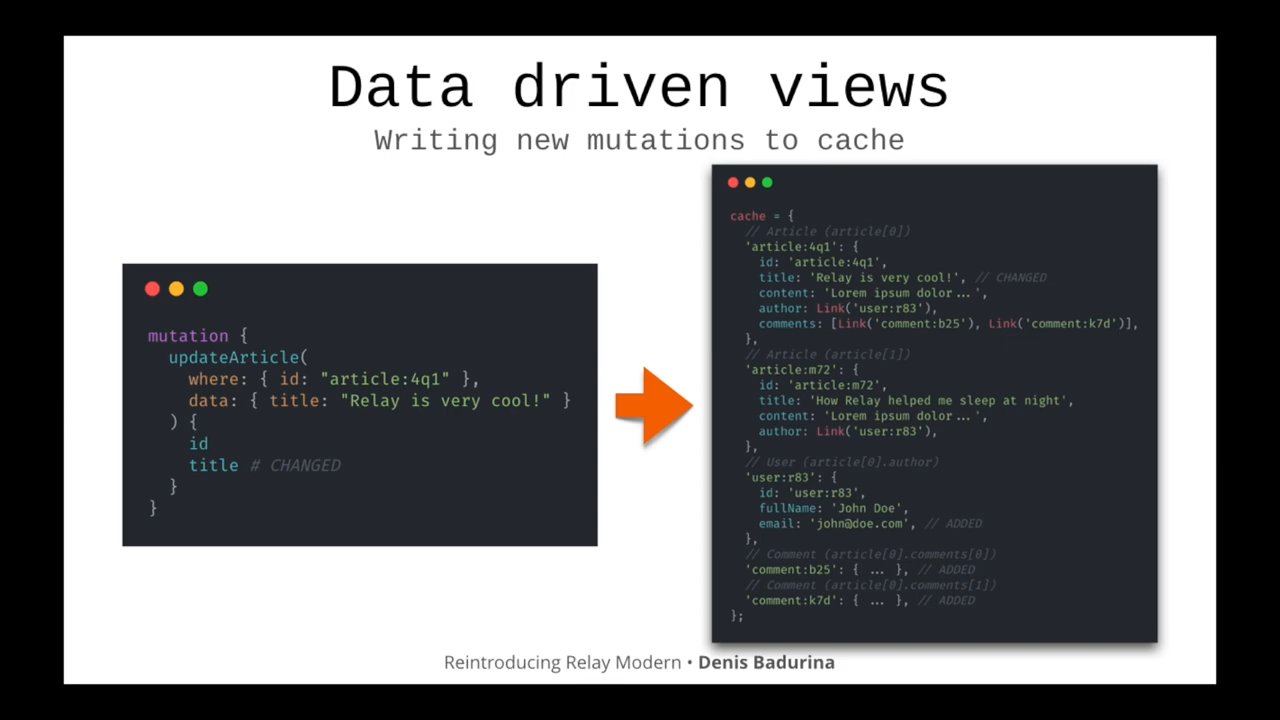 Data driven views
Writing new mutations to cache
mutation {
updateArticle(
where: { id: "article:4q1" },
data: { title: "Relay is very cool!" }
) {
id
title # CHANGED
}
}
cache = {
// Article (article[0])
'article:4q1': {
id: 'article:4q1',
title: 'Relay is very cool!', // CHANGED
content: 'Lorem ipsum dolor...',
author: Link('user:r83'),
comments: [Link('comment:b25'), Link('comment:k7d')],
},
// Article (article[1])
'article:m72': {
id: 'article:m72',
title: 'How Relay helped me sleep at night',
content: 'Lorem ipsum dolor...',
author: Link('user:r83'),
},
// User (article[0].author)
'user:r83': {
id: 'user:r83',
fullName: 'John Doe',
email: 'john@doe.com', // ADDED
},
// Comment (article[0].comments[0])
'comment:b25': { ... }, // ADDED
// Comment (article[0].comments[1])
'comment:k7d': { ... }, // ADDED
};
Reintroducing Relay Modern • Denis Badurina